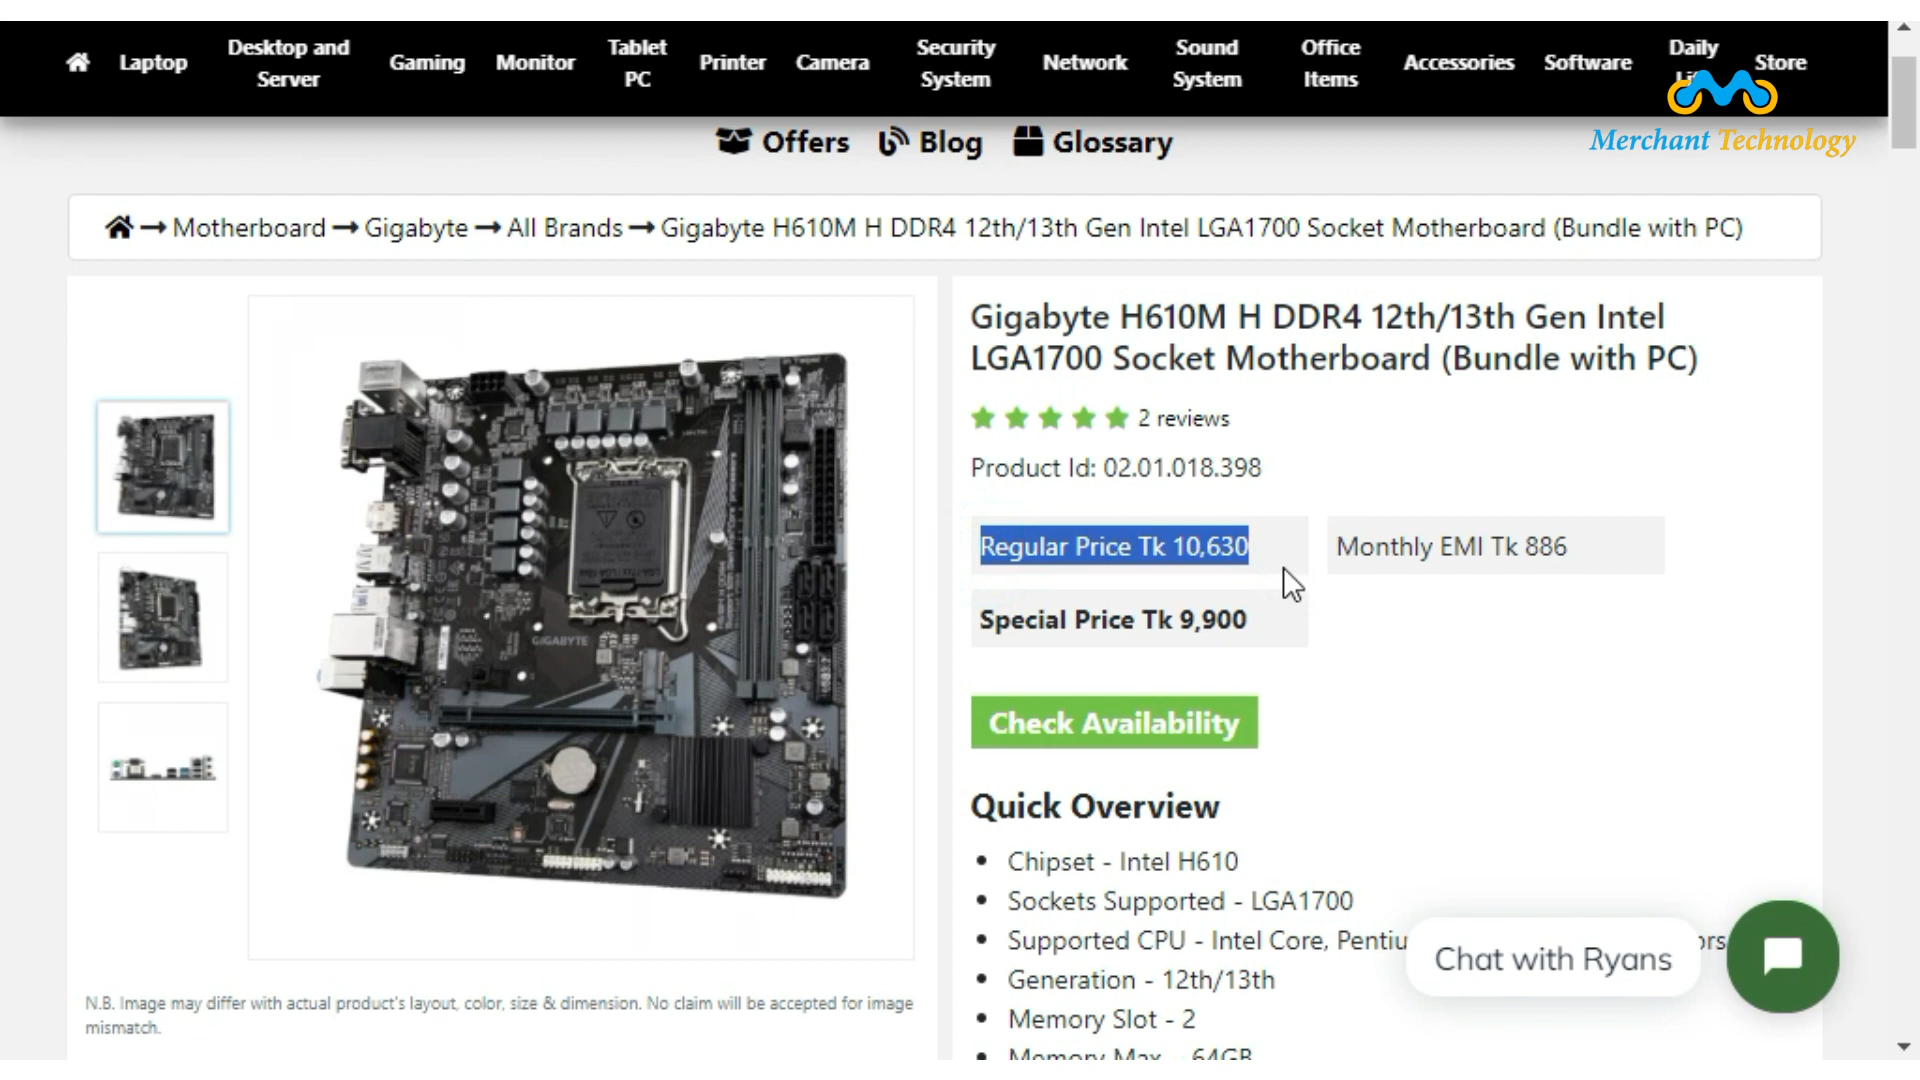 Laptop
Desktop and
Server
Gaming
Monitor
Tablet
PC
Printer
Camera
Security
System
Network
Sound
System
Office
Items
Accessories
Software
Daily
Store
Merchant Technology
Offers
Blog
Glossary
Motherboard → Gigabyte → All Brands → Gigabyte H610M H DDR4 12th/13th Gen Intel LGA1700 Socket Motherboard (Bundle with PC)
Gigabyte H610M H DDR4 12th/13th Gen Intel
LGA1700 Socket Motherboard (Bundle with PC)
2 reviews
Product Id: 02.01.018.398
Regular Price Tk 10,630
Monthly EMI Tk 886
Special Price Tk 9,900
Check Availability
Quick Overview
• Chipset - Intel H610
• Sockets Supported - LGA1700
• Supported CPU - Intel Core,
• Generation - 12th/13th
• Memory Slot - 2
• Memory Max. - 64GB
Chat with Ryans
GIGABYTE
N.B. Image may differ with actual product's layout, color, size & dimension. No claim will be accepted for image
mismatch.